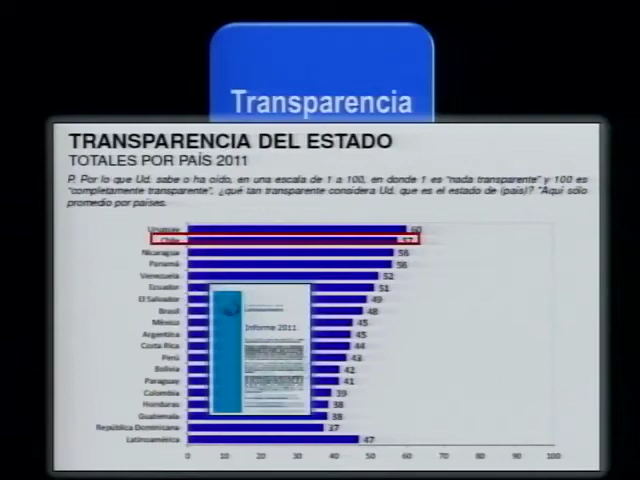 Transparencia
TRANSPARENCIA DEL ESTADO
TOTALES POR PAÍS 2011
P. Por lo que Ud. sabe o ha oído, en una escala de 1 a 100, en donde 1 es "nada transparente" y 100 es
"completamente transparente", ¿qué tan transparente considera Ud. que es el estado de (país)? "Aquí sólo
promedio por países.
Uruguay 60
Chile 57
Nicaragua 56
Panamá 56
Venezuela 52
Ecuador 51
El Salvador 49
Brasil 48
México 45
Argentina 45
Costa Rica 44
Perú 43
Bolivia 42
Paraguay 41
Colombia 39
Honduras 38
Guatemala 38
República Dominicana 37
Latinoamérica 47
0 10 20 30 40 50 60 70 80 90 100
Informe 2011